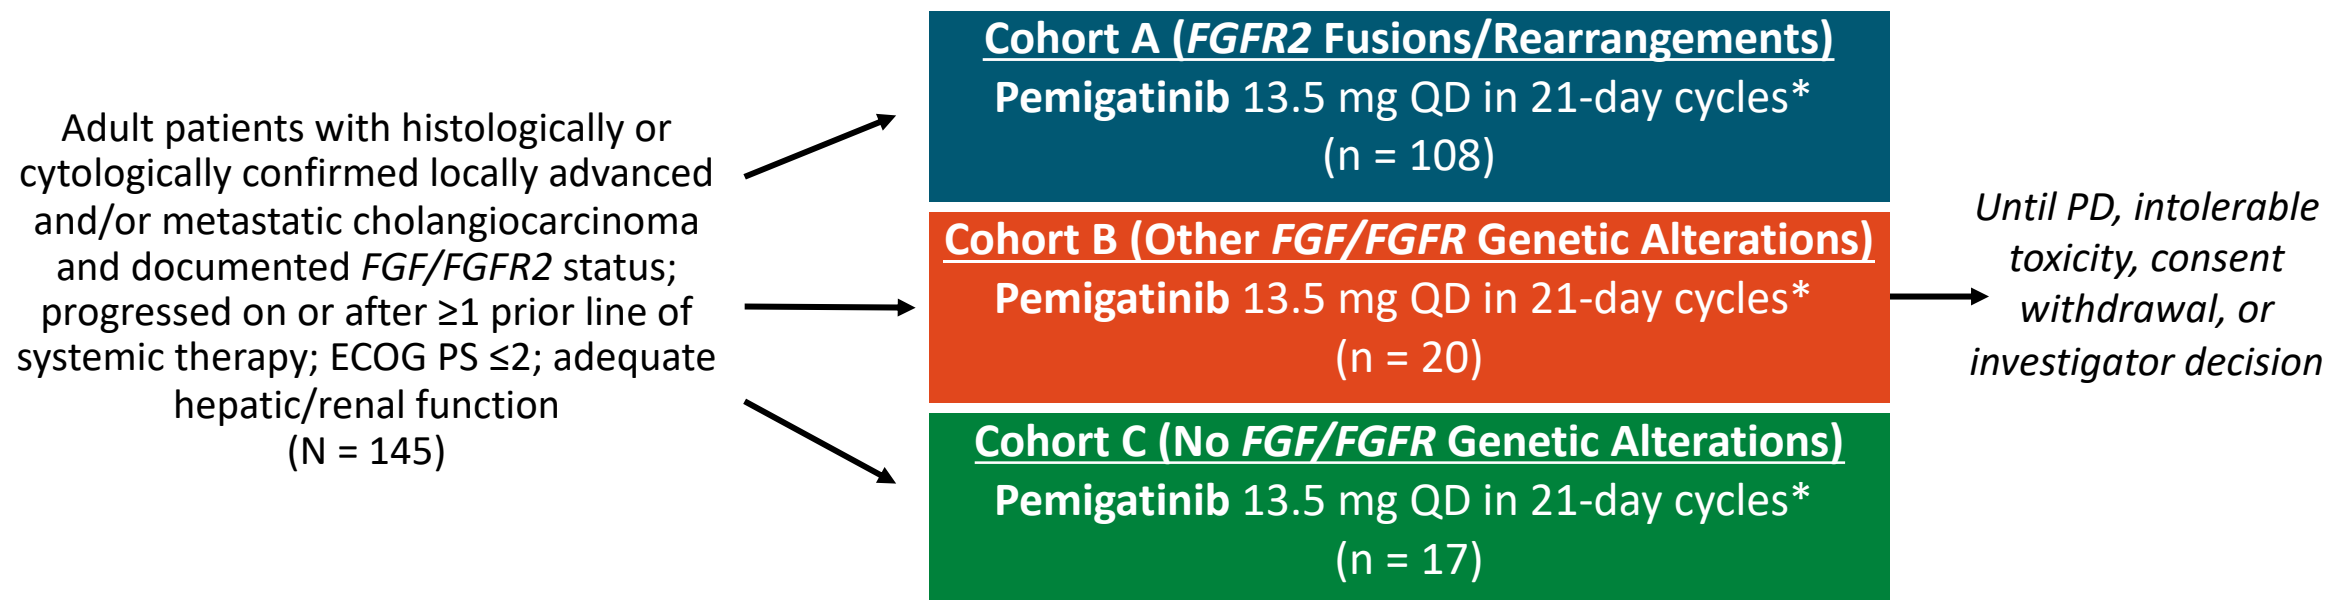 Adult patients with histologically or
cytologically confirmed locally advanced
and/or metastatic cholangiocarcinoma
and documented FGF/FGFR2 status;
progressed on or after ≥1 prior line of
systemic therapy; ECOG PS ≤2; adequate
hepatic/renal function
(N = 145)
Cohort A (FGFR2 Fusions/Rearrangements)
Pemigatinib 13.5 mg QD in 21-day cycles*
(n = 108)
Cohort B (Other FGF/FGFR Genetic Alterations)
Pemigatinib 13.5 mg QD in 21-day cycles*
(n = 20)
Cohort C (No FGF/FGFR Genetic Alterations)
Pemigatinib 13.5 mg QD in 21-day cycles*
(n = 17)
Until PD, intolerable
toxicity, consent
withdrawal, or
investigator decision